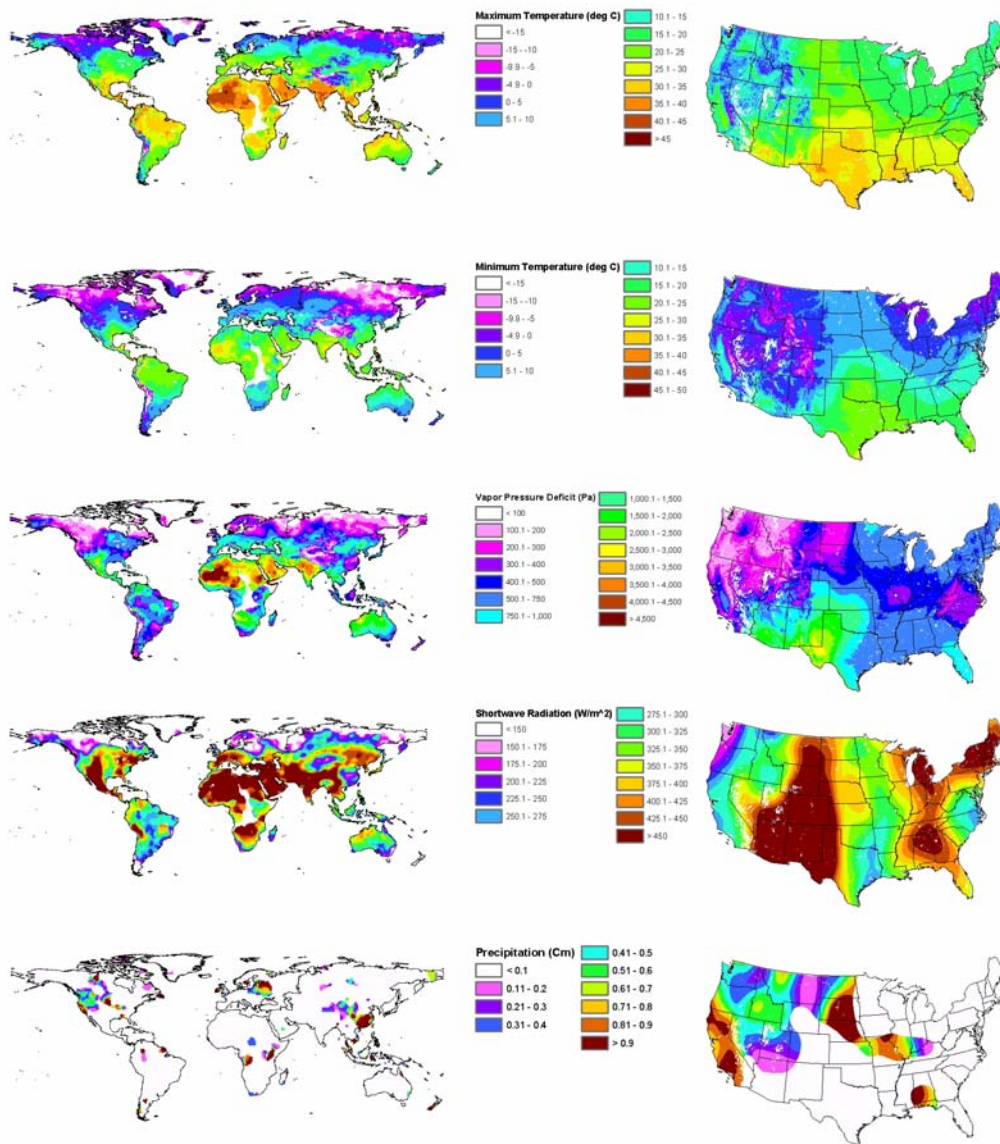 Maximum Temperature (deg C)
< -15
-15 - -10
-9.9 - -5
-4.9 - 0
0 - 5
5.1 - 10
10.1 - 15
15.1 - 20
20.1 - 25
25.1 - 30
30.1 - 35
35.1 - 40
40.1 - 45
> 45
Minimum Temperature (deg C)
< -15
-15 - -10
-9.9 - -5
-4.9 - 0
0 - 5
5.1 - 10
10.1 - 15
15.1 - 20
20.1 - 25
25.1 - 30
30.1 - 35
35.1 - 40
40.1 - 45
45.1 - 50
Vapor Pressure Deficit (Pa)
< 100
100.1 - 200
200.1 - 300
300.1 - 400
400.1 - 500
500.1 - 750
750.1 - 1,000
1,000.1 - 1,500
1,500.1 - 2,000
2,000.1 - 2,500
2,500.1 - 3,000
3,000.1 - 3,500
3,500.1 - 4,000
4,000.1 - 4,500
> 4,500
Shortwave Radiation (W/m^2)
<150
150.1 - 175
175.1 - 200
200.1 - 225
225.1 - 250
250.1 - 275
275.1 - 300
300.1 - 325
325.1 - 350
350.1 - 375
375.1 - 400
400.1 - 425
425.1 - 450
> 450
Precipitation (Cm)
< 0.1
0.11 - 0.2
0.21 - 0.3
0.31 - 0.4
0.41 - 0.5
0.51 - 0.6
0.61 - 0.7
0.71 - 0.8
0.81 - 0.9
> 0.9